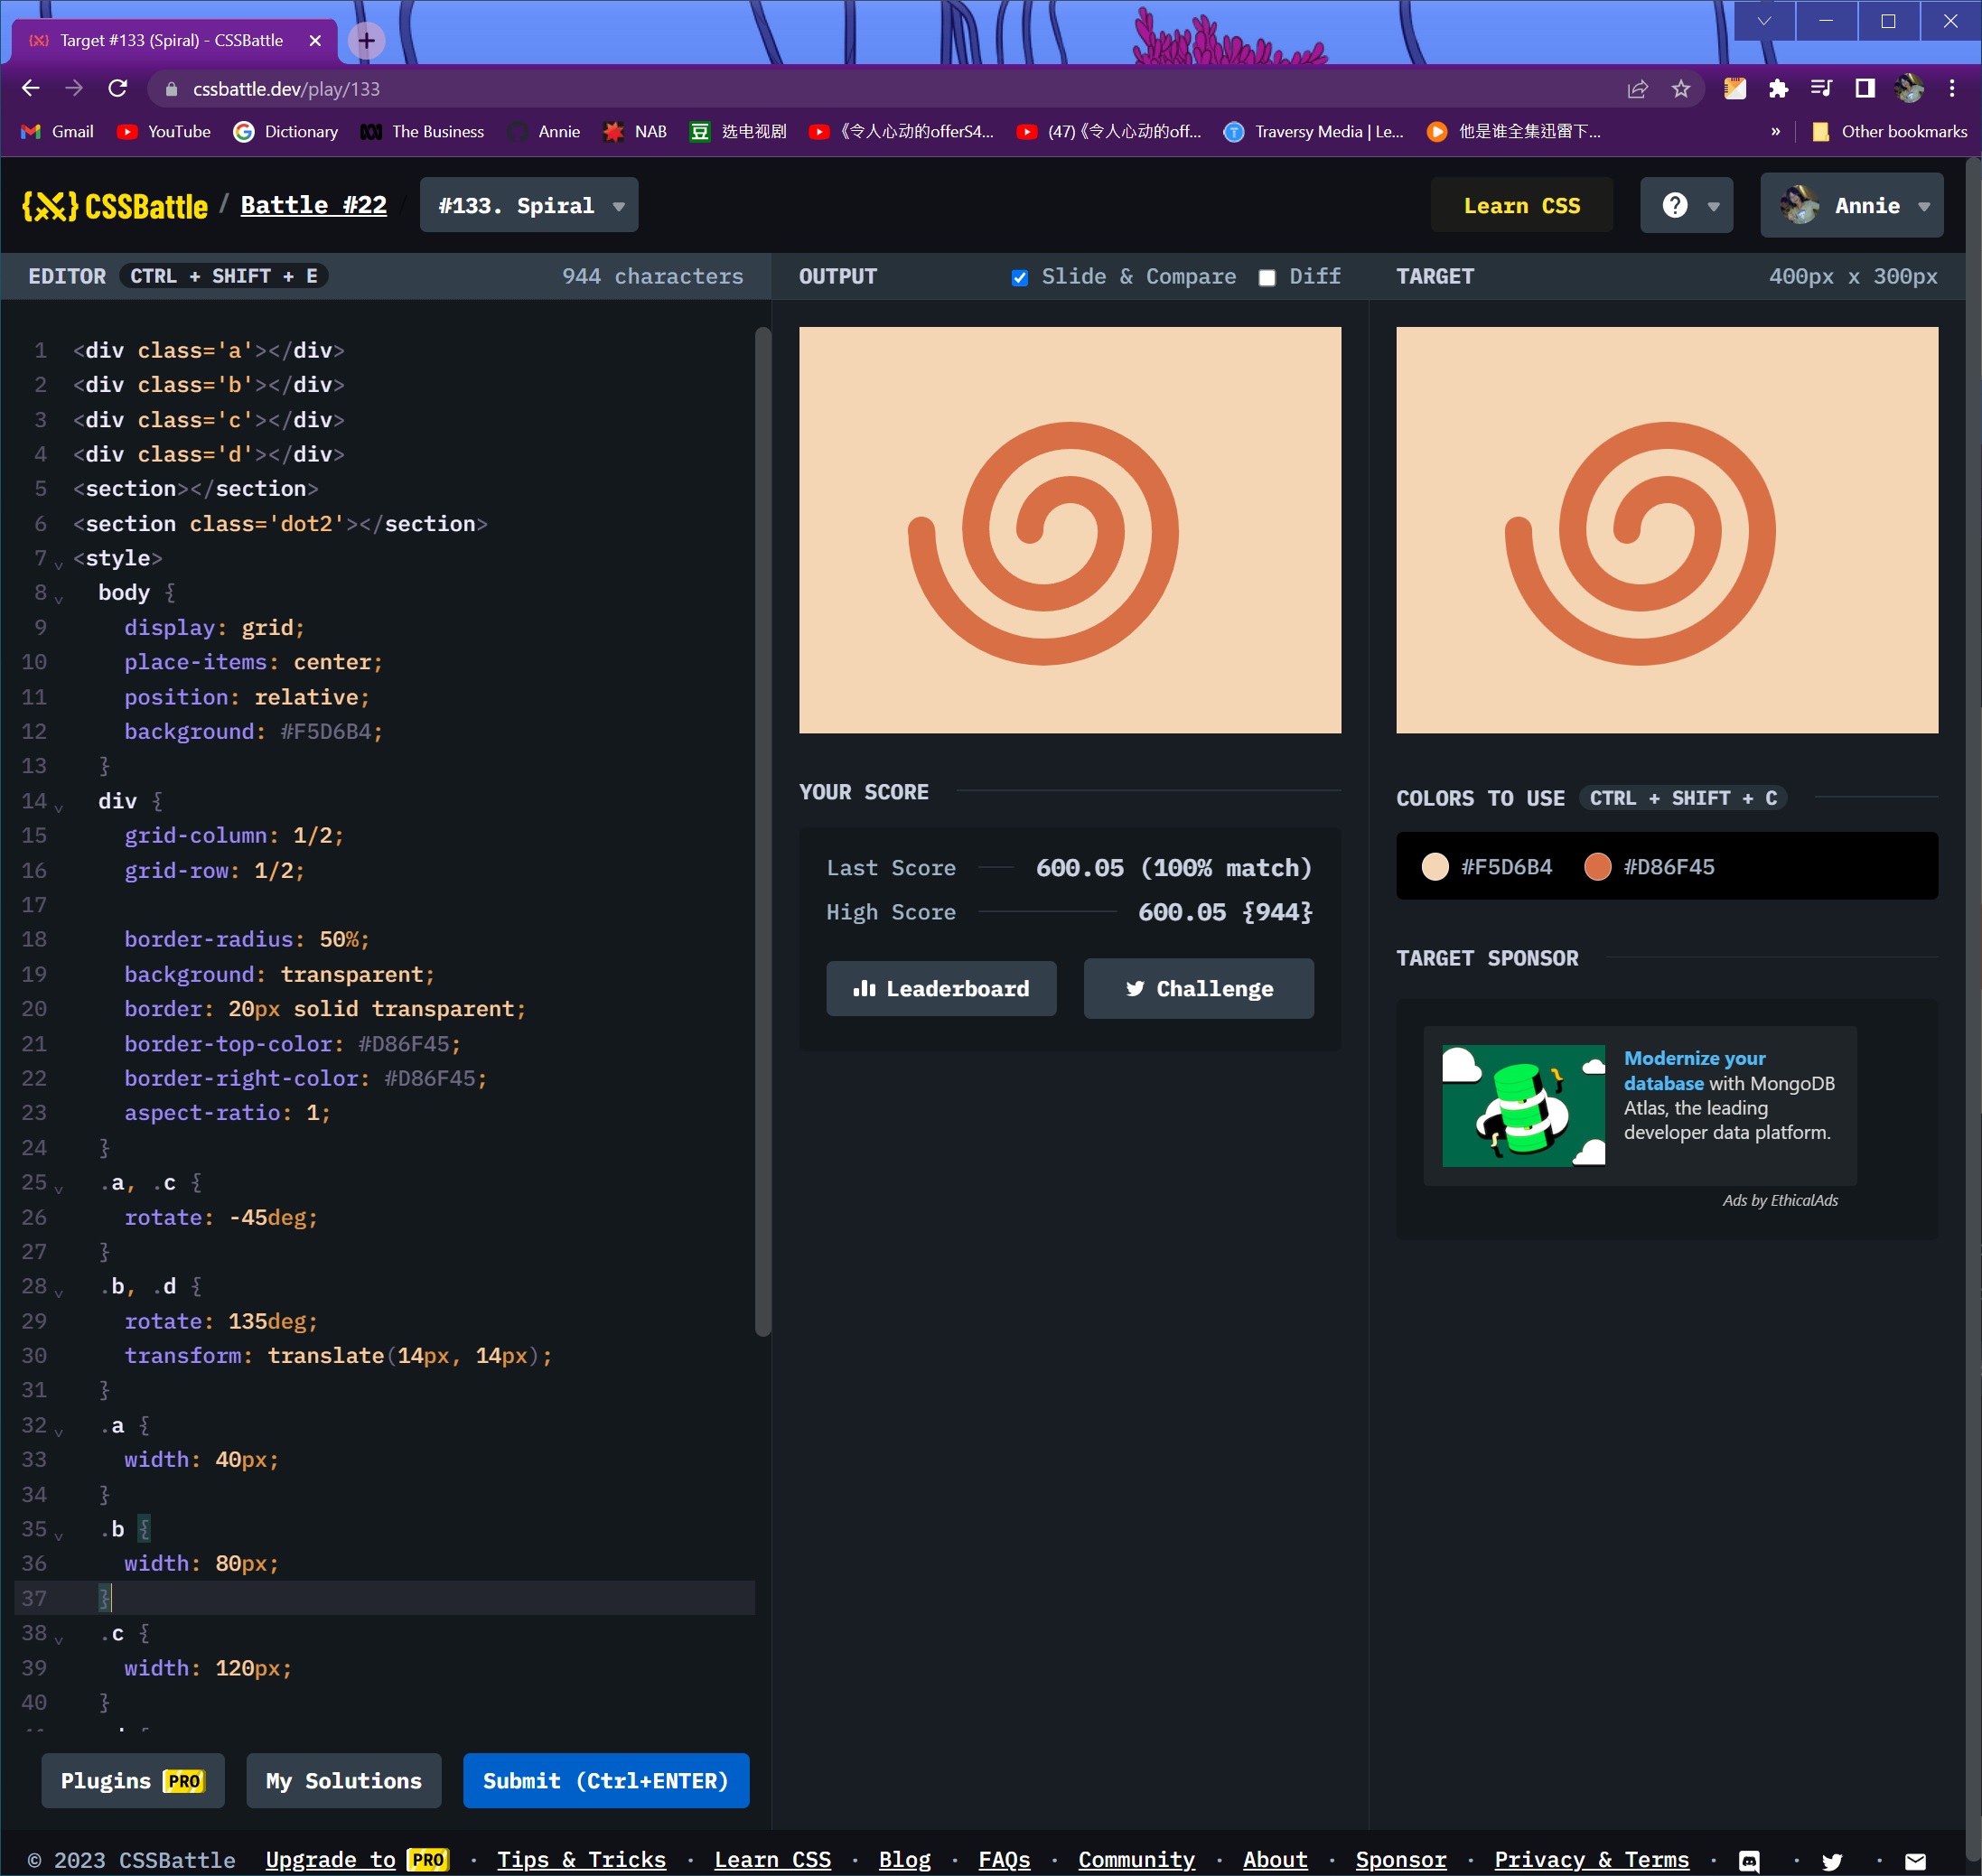 Target #133 (Spiral) - CSSBattle
cssbattle.dev/play/133
Gmail YouTube Dictionary The Business Annie NAB 选电视剧 《令人心动的offerS4... (47)《令人心动的off... Traversy Media | Le... 他是谁全集迅雷下... » Other bookmarks
{X} CSSBattle / Battle #22 #133. Spiral Learn CSS Annie
EDITOR CTRL + SHIFT + E 944 characters
1 <div class='a'></div>
2 <div class='b'></div>
3 <div class='c'></div>
4 <div class='d'></div>
5 <section></section>
6 <section class='dot2'></section>
7 <style>
8 body {
9 display: grid;
10 place-items: center;
11 position: relative;
12 background: #F5D6B4;
13 }
14 div {
15 grid-column: 1/2;
16 grid-row: 1/2;
17
18 border-radius: 50%;
19 background: transparent;
20 border: 20px solid transparent;
21 border-top-color: #D86F45;
22 border-right-color: #D86F45;
23 aspect-ratio: 1;
24 }
25 .a, .c {
26 rotate: -45deg;
27 }
28 .b, .d {
29 rotate: 135deg;
30 transform: translate(14px, 14px);
31 }
32 .a {
33 width: 40px;
34 }
35 .b {
36 width: 80px;
37 }
38 .c {
39 width: 120px;
40 }
Plugins PRO My Solutions Submit (Ctrl+ENTER)
OUTPUT Slide & Compare Diff
YOUR SCORE
Last Score 600.05 (100% match)
High Score 600.05 {944}
Leaderboard Challenge
TARGET 400px x 300px
COLORS TO USE CTRL + SHIFT + C
#F5D6B4 #D86F45
TARGET SPONSOR
Modernize your
database with MongoDB
Atlas, the leading
developer data platform.
Ads by EthicalAds
© 2023 CSSBattle Upgrade to PRO · Tips & Tricks · Learn CSS · Blog · FAQs · Community · About · Sponsor · Privacy & Terms · · ·